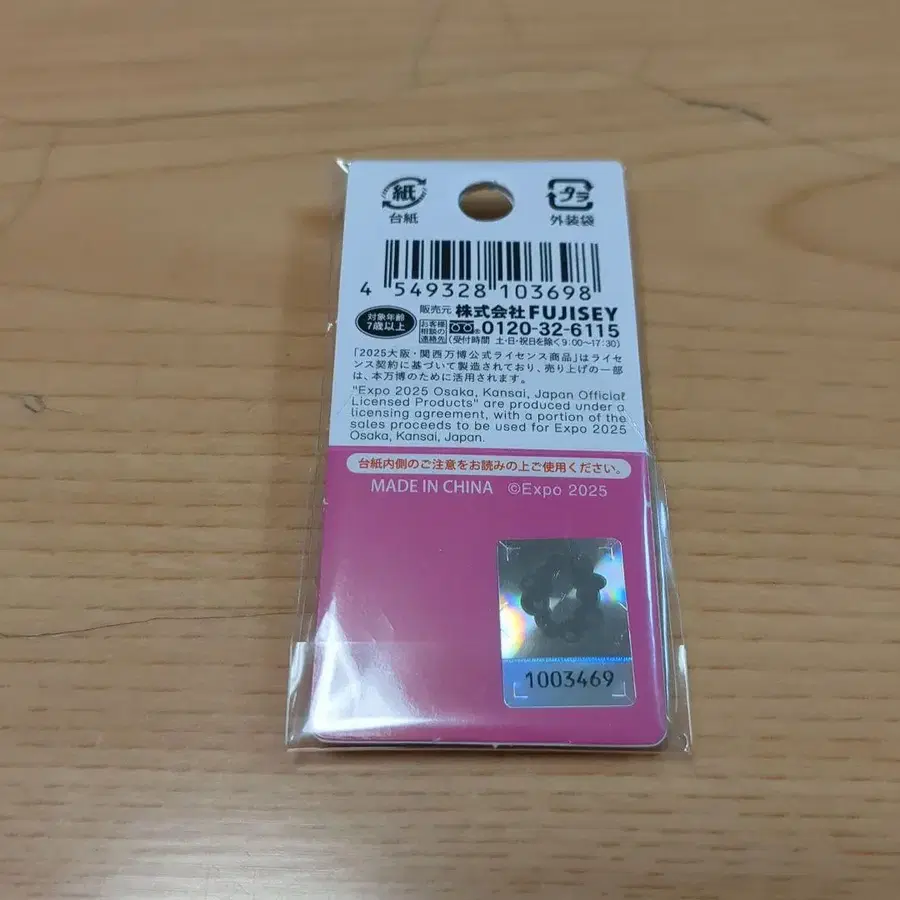 紙
プラ
台紙
外装袋
4 549328 103698
対象年齢
7歳以上
販売元 株式会社FUJISEY
お客様
相談の
連絡先
0120-32-6115
(受付時間 土・日・祝日を除く9:00〜17:30)
「2025大阪・関西万博公式ライセンス商品」はライセ
ンス契約に基づいて製造されており、売り上げの一部
は、本万博のために活用されます。
"Expo 2025 Osaka, Kansai, Japan Official
Licensed Products" are produced under a
licensing agreement, with a portion of the
sales proceeds to be used for Expo 2025
Osaka, Kansai, Japan.
台紙内側のご注意をお読みの上ご使用ください。
MADE IN CHINA ©Expo 2025
1003469